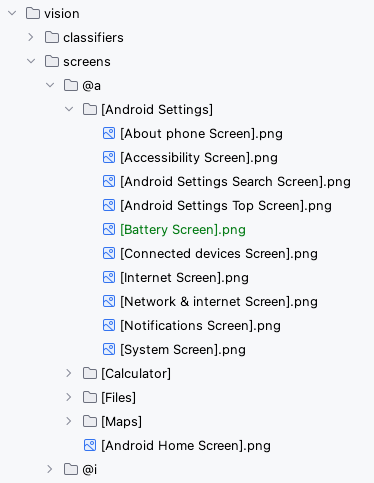 vision
classifiers
screens
@a
[Android Settings]
[About phone Screen].png
[Accessibility Screen].png
[Android Settings Search Screen].png
[Android Settings Top Screen].png
[Battery Screen].png
[Connected devices Screen].png
[Internet Screen].png
[Network & internet Screen].png
[Notifications Screen].png
[System Screen].png
[Calculator]
[Files]
[Maps]
[Android Home Screen].png
@i